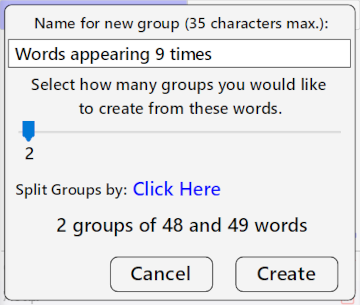 Name for new group (35 characters max.):
Words appearing 9 times
Select how many groups you would like
to create from these words.
2
Split Groups by: Click Here
2 groups of 48 and 49 words
Cancel Create